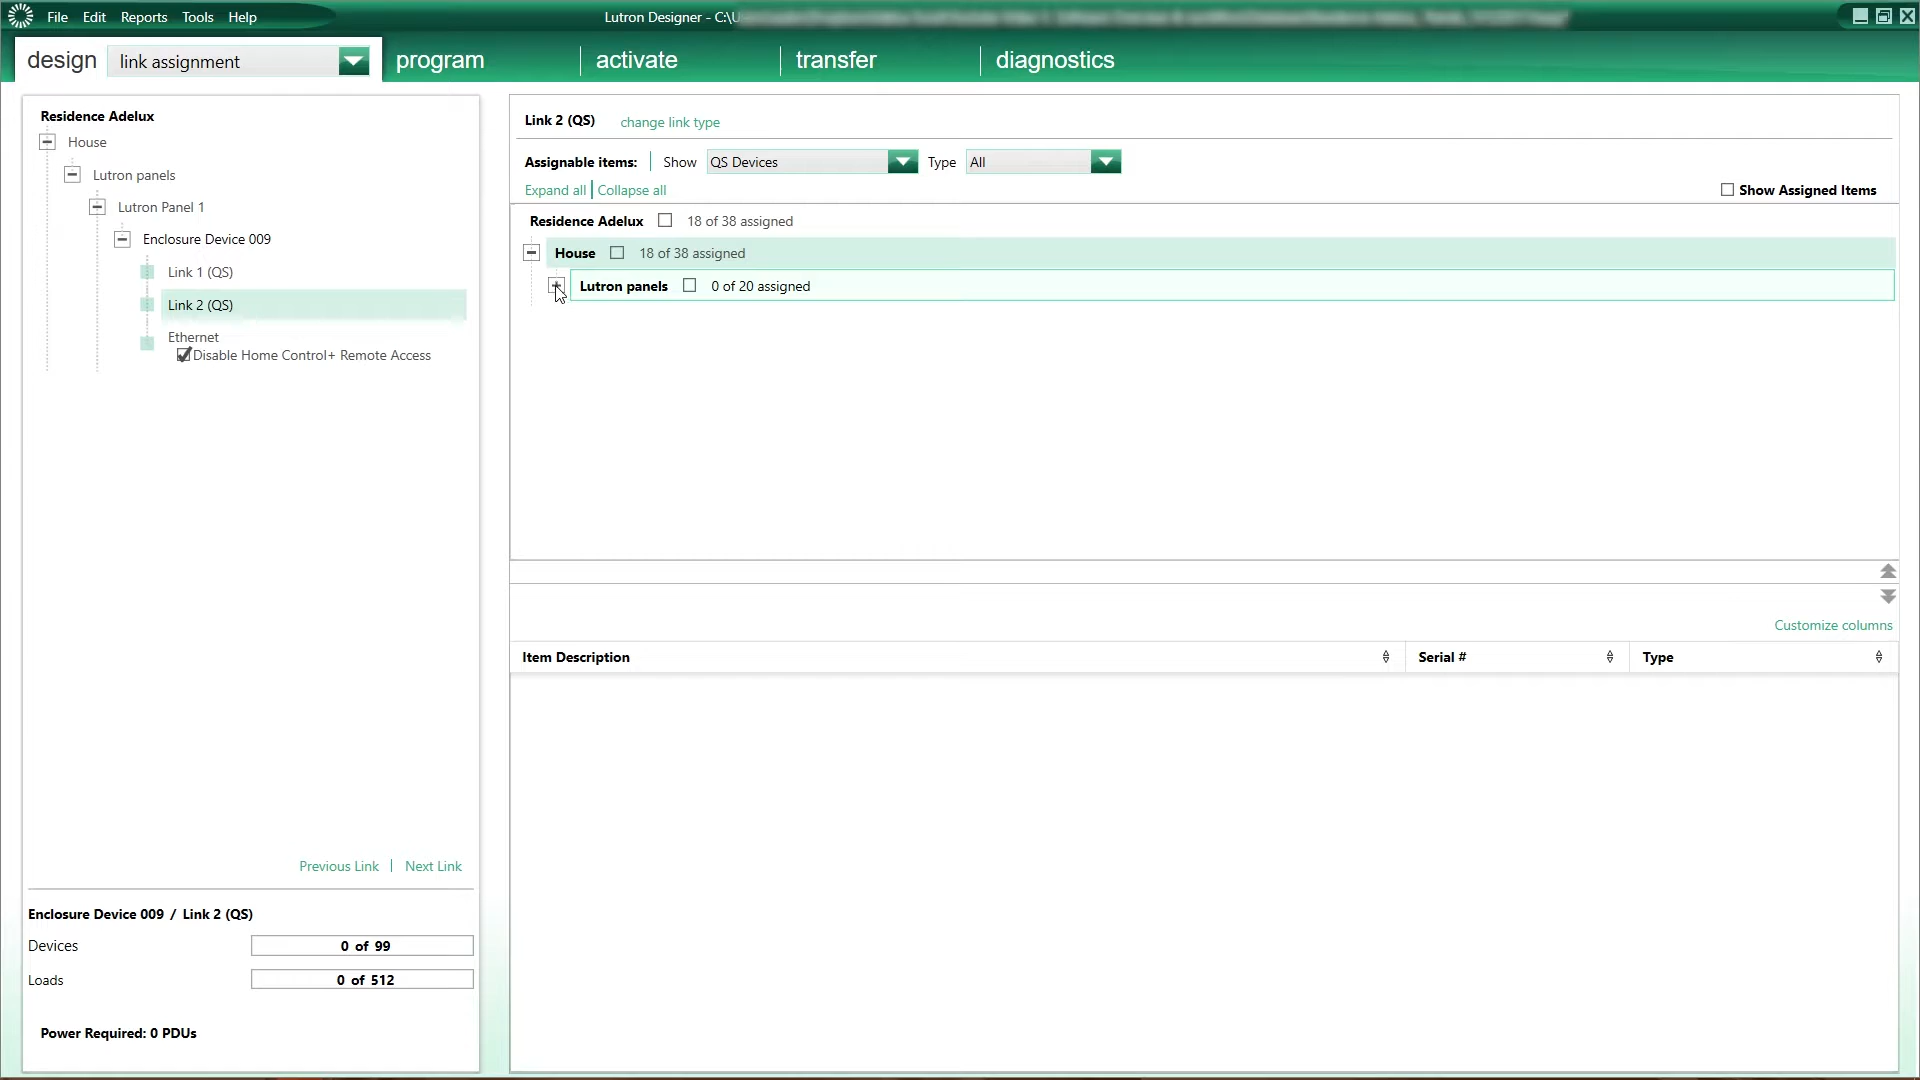 File Edit Reports Tools Help
Lutron Designer - C:\U
design link assignment program activate transfer diagnostics
Residence Adelux
House
Lutron panels
Lutron Panel 1
Enclosure Device 009
Link 1 (QS)
Link 2 (QS)
Ethernet
Disable Home Control+ Remote Access
Previous Link | Next Link
Enclosure Device 009 / Link 2 (QS)
Devices 0 of 99
Loads 0 of 512
Power Required: 0 PDUs
Link 2 (QS) change link type
Assignable items: Show QS Devices Type All
Expand all Collapse all Show Assigned Items
Residence Adelux 18 of 38 assigned
House 18 of 38 assigned
Lutron panels 0 of 20 assigned
Customize columns
Item Description Serial # Type